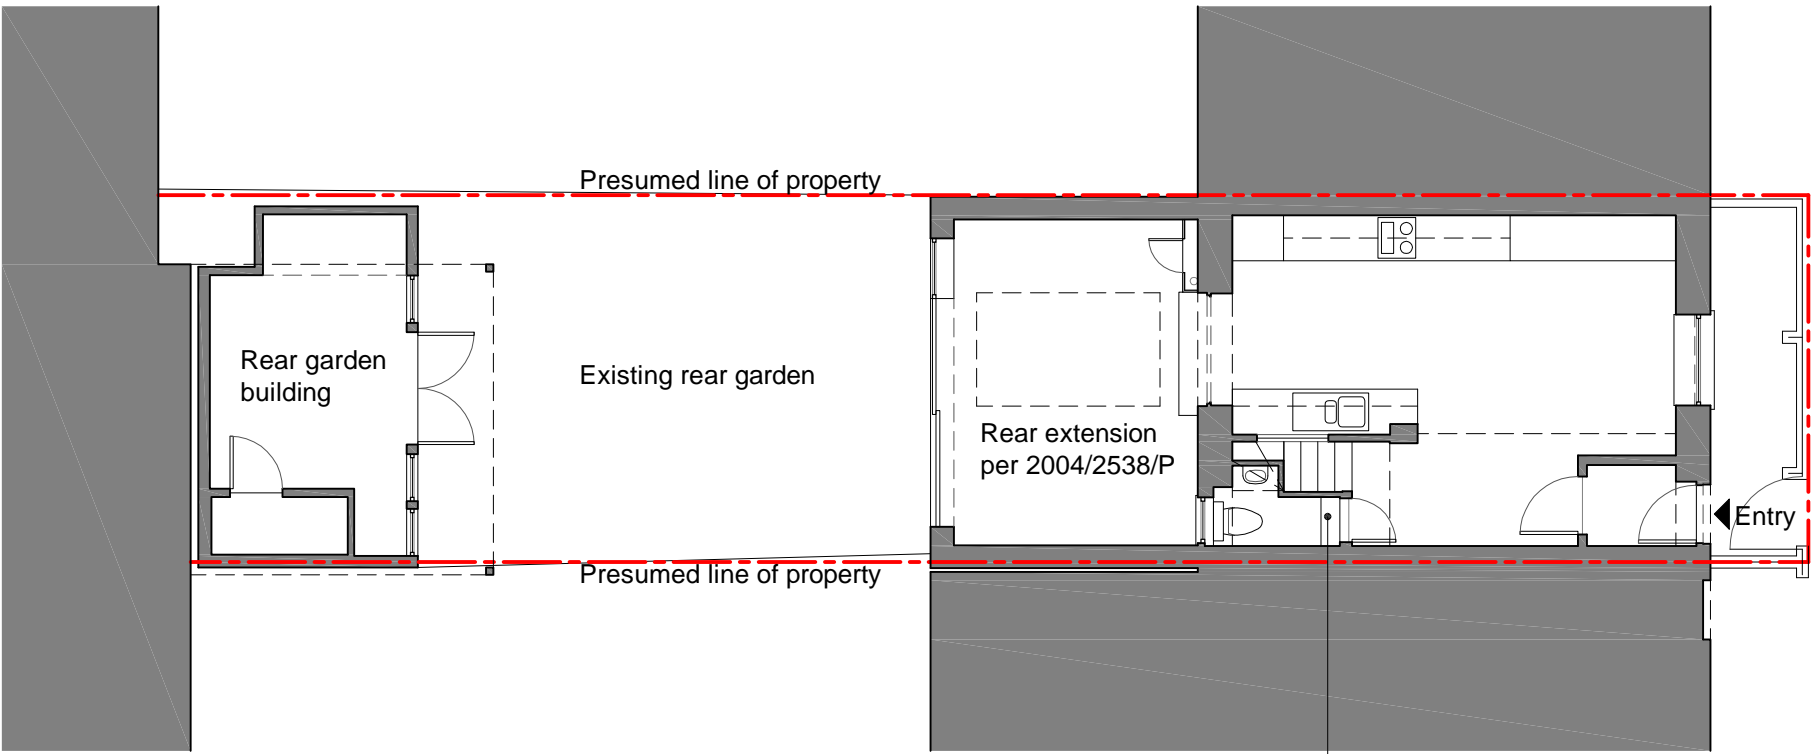 Presumed line of property
Rear garden
building
Existing rear garden
Rear extension
per 2004/2538/P
Entry
Presumed line of property